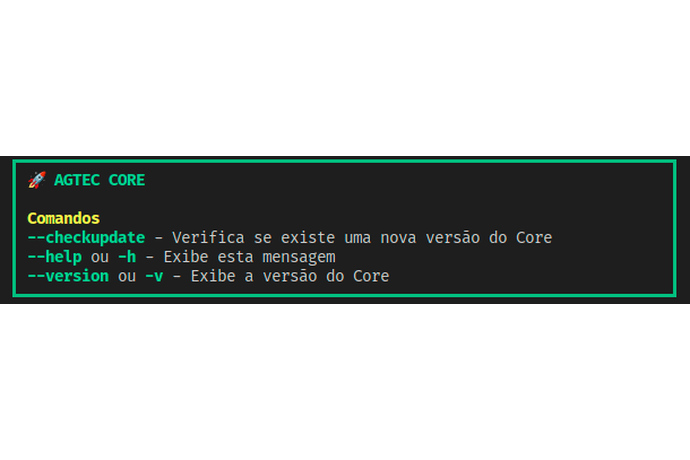 🚀 AGTEC CORE
Comandos
--checkupdate - Verifica se existe uma nova versão do Core
--help ou -h - Exibe esta mensagem
--version ou -v - Exibe a versão do Core